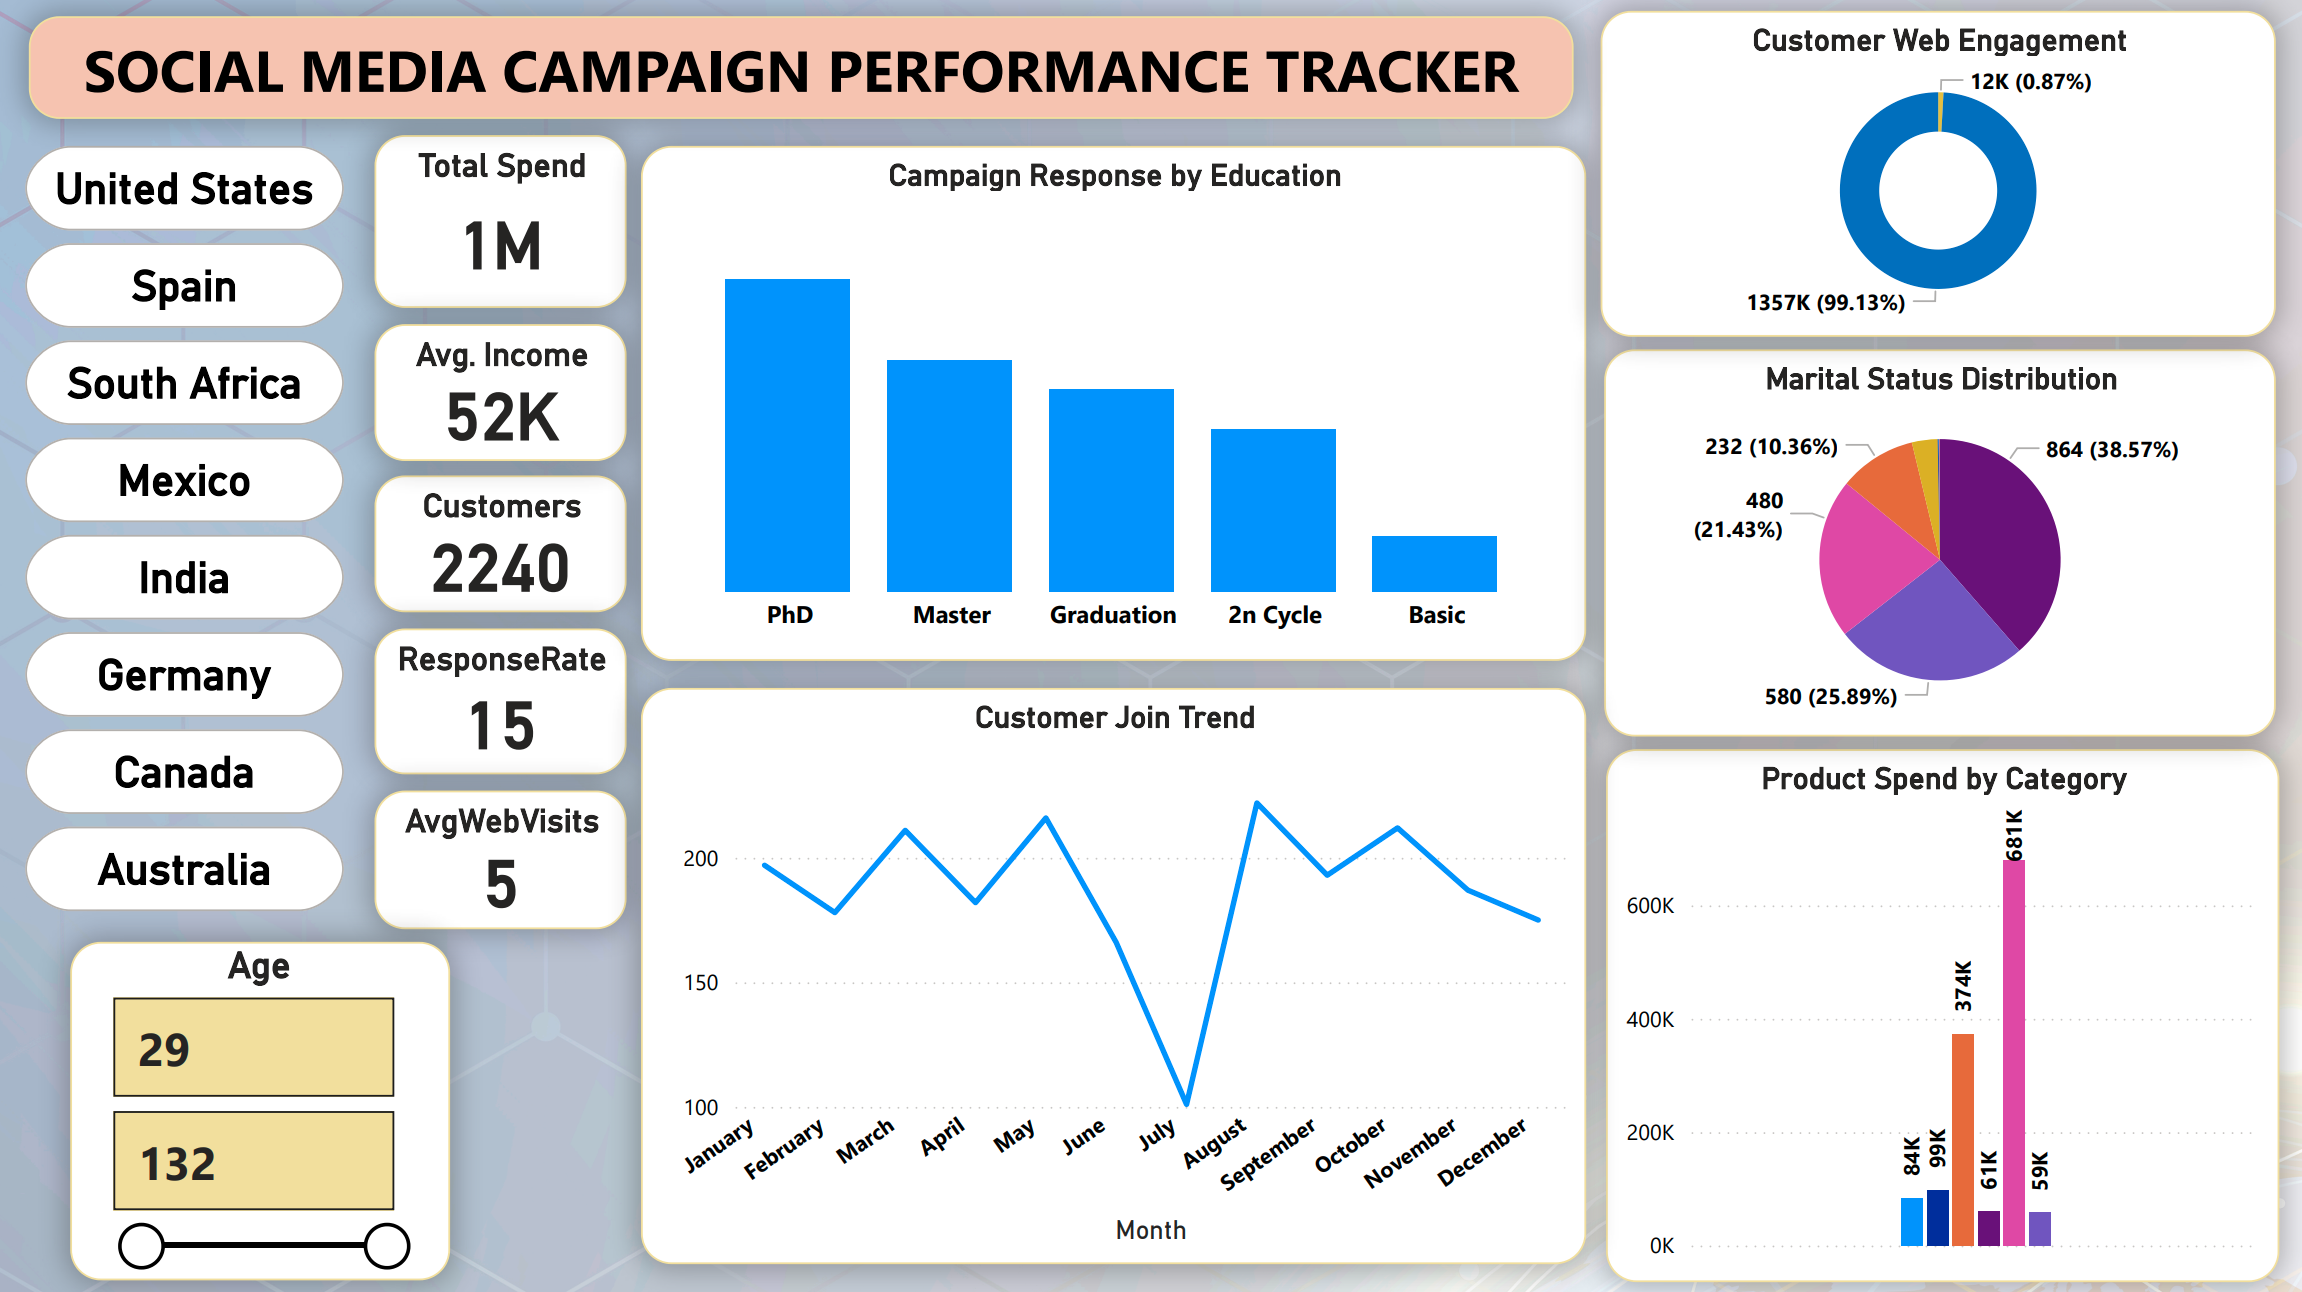 SOCIAL MEDIA CAMPAIGN PERFORMANCE TRACKER
United States
Spain
South Africa
Mexico
India
Germany
Canada
Australia
Total Spend
1M
Avg. Income
52K
Customers
2240
ResponseRate
15
AvgWebVisits
5
Age
29
132
Campaign Response by Education
PhD
Master
Graduation
2n Cycle
Basic
Customer Join Trend
200
150
100
January
February
March
April
May
June
July
August
September
October
November
December
Month
Customer Web Engagement
12K (0.87%)
1357K (99.13%)
Marital Status Distribution
232 (10.36%)
864 (38.57%)
480
(21.43%)
580 (25.89%)
Product Spend by Category
600K
400K
200K
0K
84K
99K
374K
61K
681K
59K